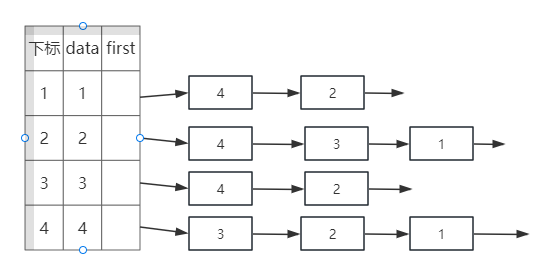 下标 data first
1 1 4 2
2 2 4 3 1
3 3 4 2
4 4 3 2 1